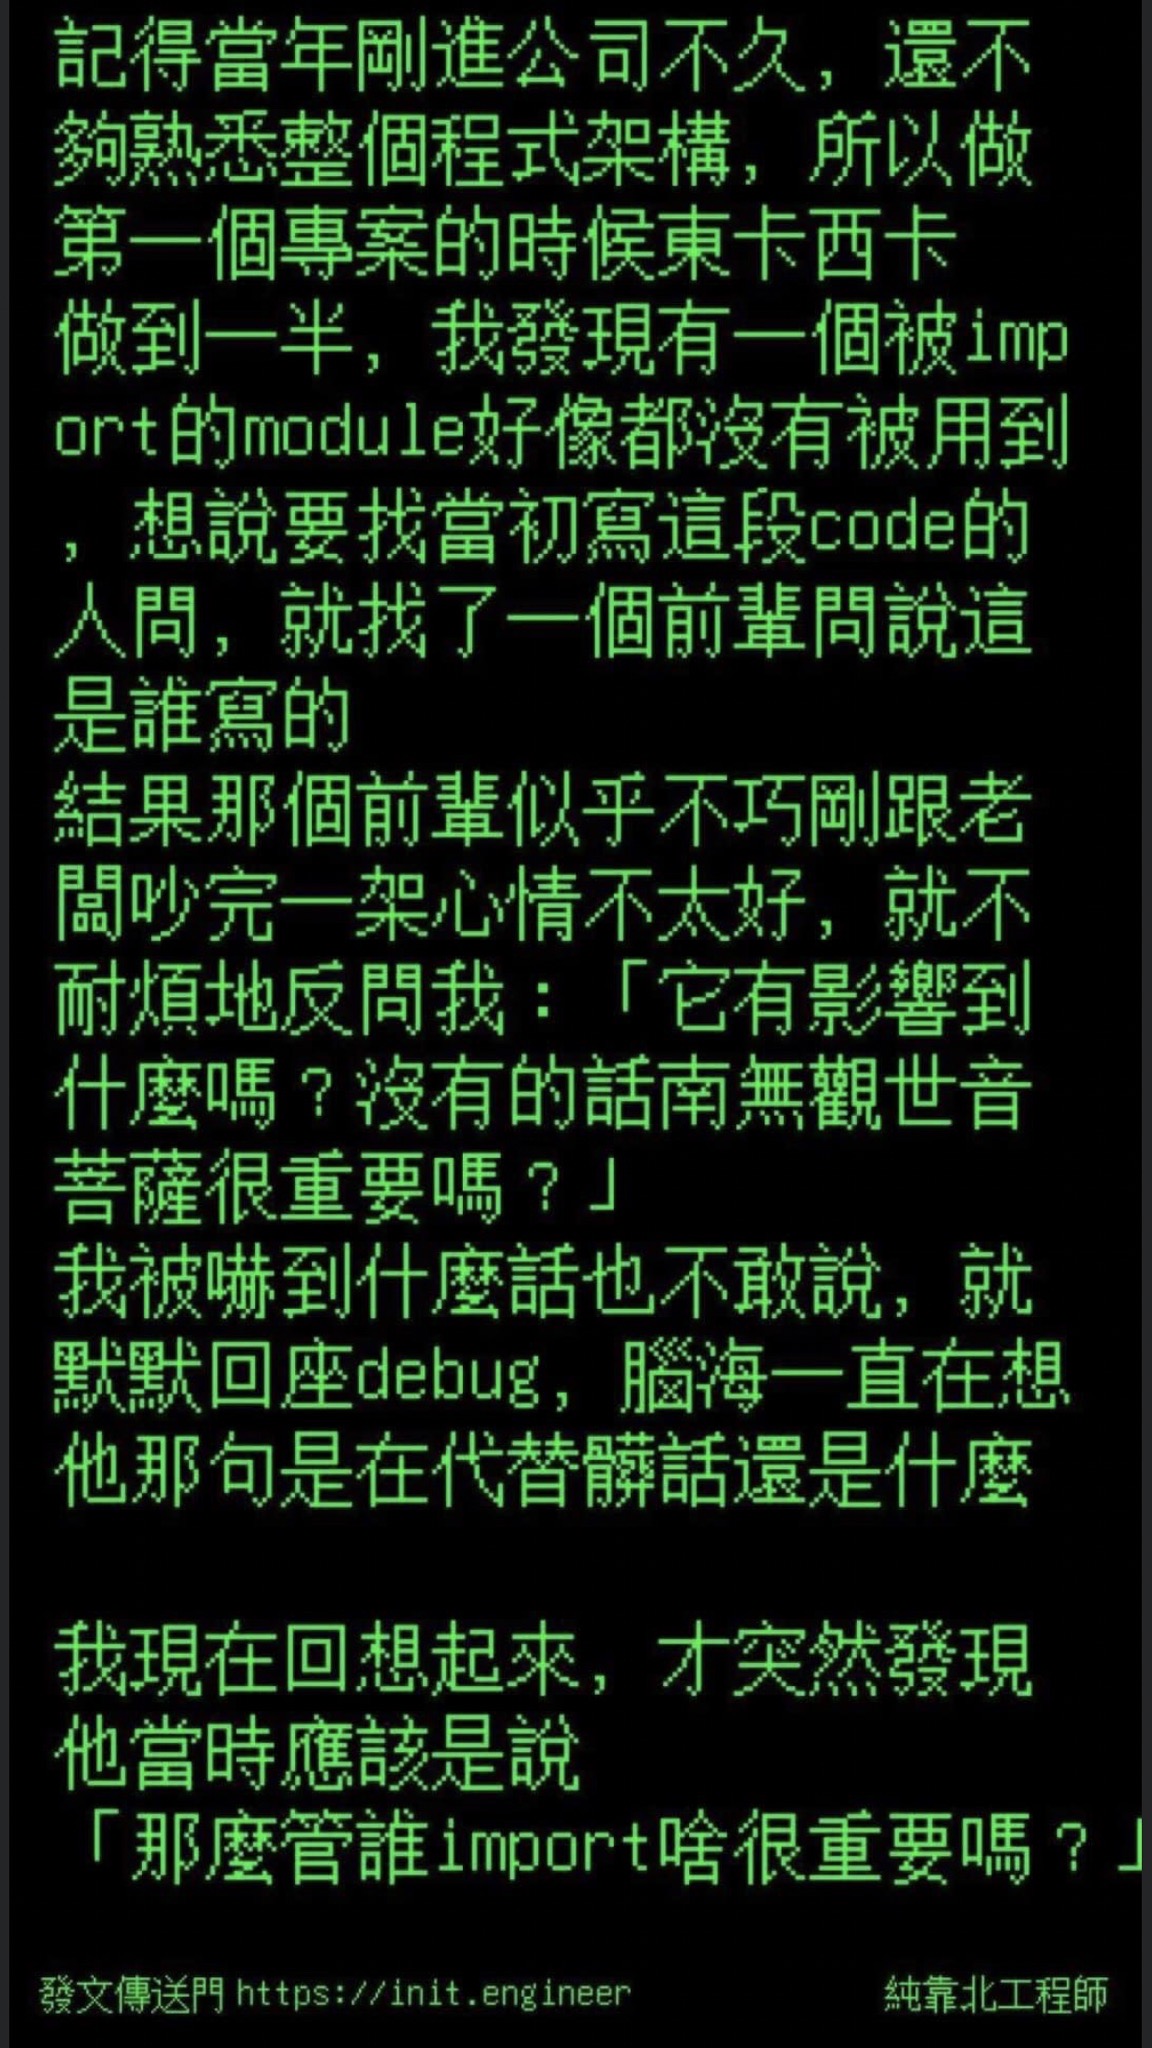 記得當年剛進公司不久，還不
夠熟悉整個程式架構，所以做
第一個專案的時候東卡西卡
做到一半，我發現有一個被imp
ort的module好像都沒有被用到
，想說要找當初寫這段code的
人問，就找了一個前輩問說這
是誰寫的
結果那個前輩似乎不巧剛跟老
闆吵完一架心情不太好，就不
耐煩地反問我：「它有影響到
什麼嗎？沒有的話南無觀世音
菩薩很重要嗎？」
我被嚇到什麼話也不敢說，就
默默回座debug，腦海一直在想
他那句是在代替髒話還是什麼
我現在回想起來，才突然發現
他當時應該是說
「那麼管誰import啥很重要嗎？」
發文傳送門 https://init.engineer
純靠北工程師